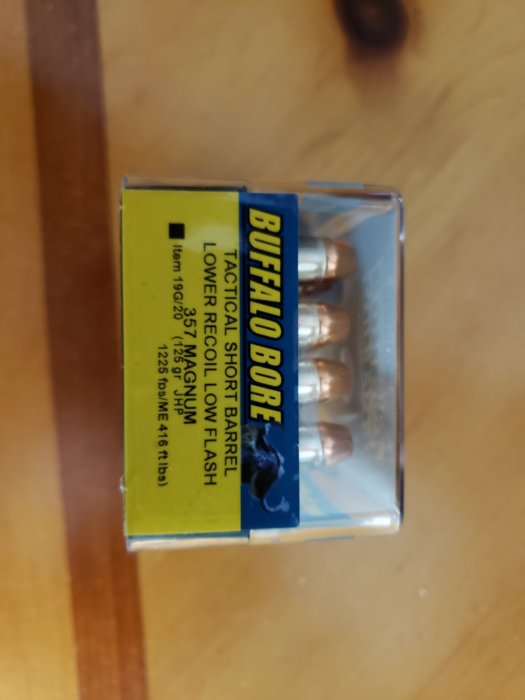 BUFFALO BORE
TACTICAL SHORT BARREL
LOWER RECOIL LOW FLASH
357 MAGNUM
Item 19G/20 (125 gr JHP
1225 fps/ME 416 ft lbs)